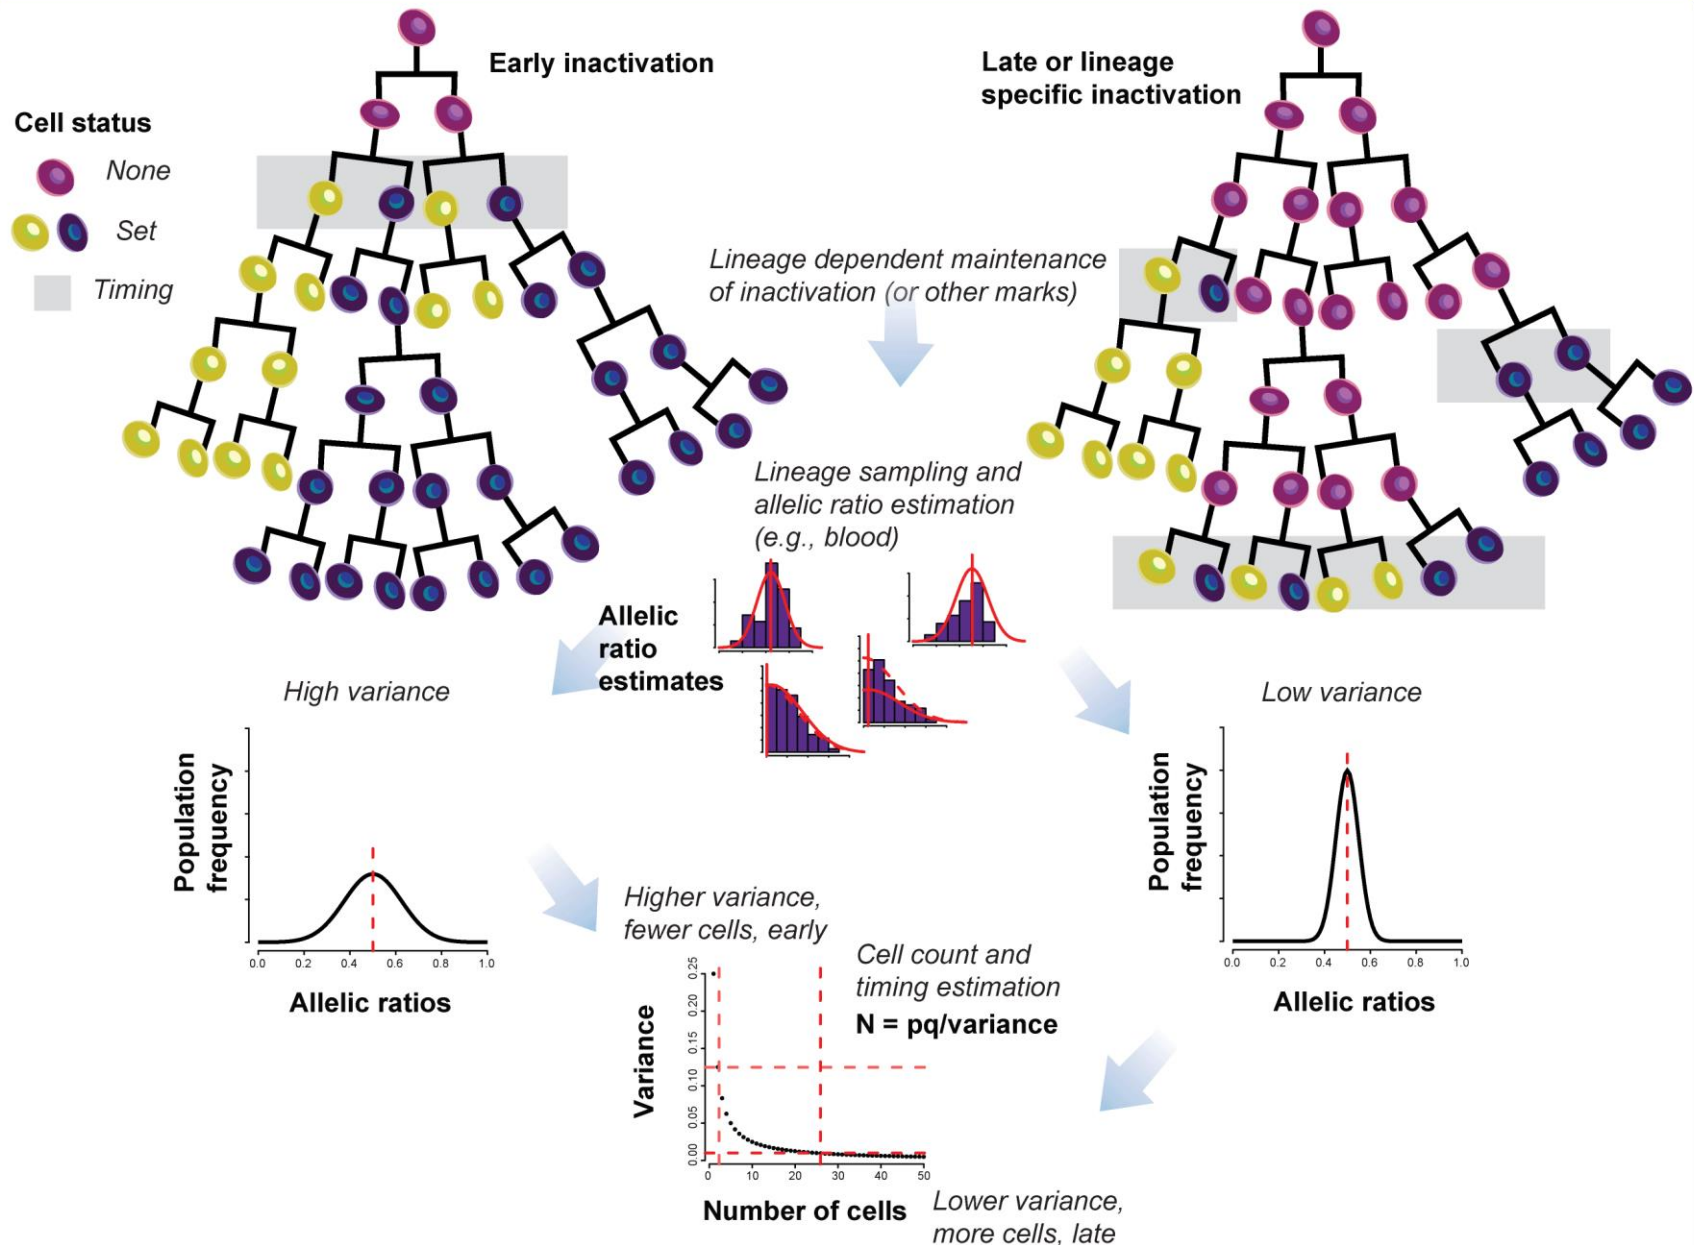 Early inactivation
Late or lineage
specific inactivation
Cell status
None
Set
Timing
Lineage dependent maintenance
of inactivation (or other marks)
Lineage sampling and
allelic ratio estimation
(e.g., blood)
Allelic
ratio
estimates
High variance
Population
frequency
0.0 0.2 0.4 0.6 0.8 1.0
Allelic ratios
Low variance
Population
frequency
0.0 0.2 0.4 0.6 0.8 1.0
Allelic ratios
Higher variance,
fewer cells, early
Cell count and
timing estimation
N = pq/variance
Variance
0.25
0.20
0.15
0.10
0.05
0.00
0 10 20 30 40 50
Number of cells
Lower variance,
more cells, late